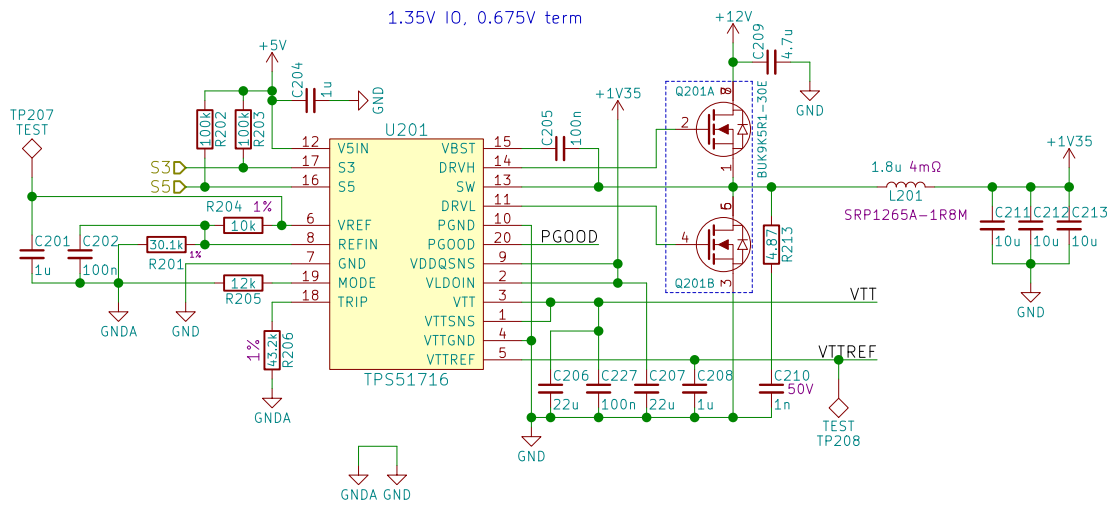 1.35V IO, 0.675V term
+12V
C209
4.7u
GND
+5V
C204
1u
GND
TP207
TEST
100k
R202
100k
R203
S3
S5
U201
TPS51716
12
V5IN
17
S3
16
S5
6
VREF
8
REFIN
7
GND
19
MODE
18
TRIP
15
VBST
14
DRVH
13
SW
11
DRVL
10
PGND
20
PGOOD
9
VDDQSNS
2
VLDOIN
3
VTT
1
VTTSNS
4
VTTGND
5
VTTREF
C205
100n
+1V35
Q201A
BUK9K5R1-30E
2
1
6
4
Q201B
3
4.87
R213
1.8u 4mΩ
L201
SRP1265A-1R8M
+1V35
C211
10u
C212
10u
C213
10u
GND
R204 1%
10k
30.1k
1%
R201
C201
1u
C202
100n
12k
R205
GNDA
GND
1%
43.2k
R206
GNDA
PGOOD
VTT
VTTREF
C206
22u
C227
100n
C207
22u
C208
1u
C210
50V
1n
GND
TEST
TP208
GNDA
GND